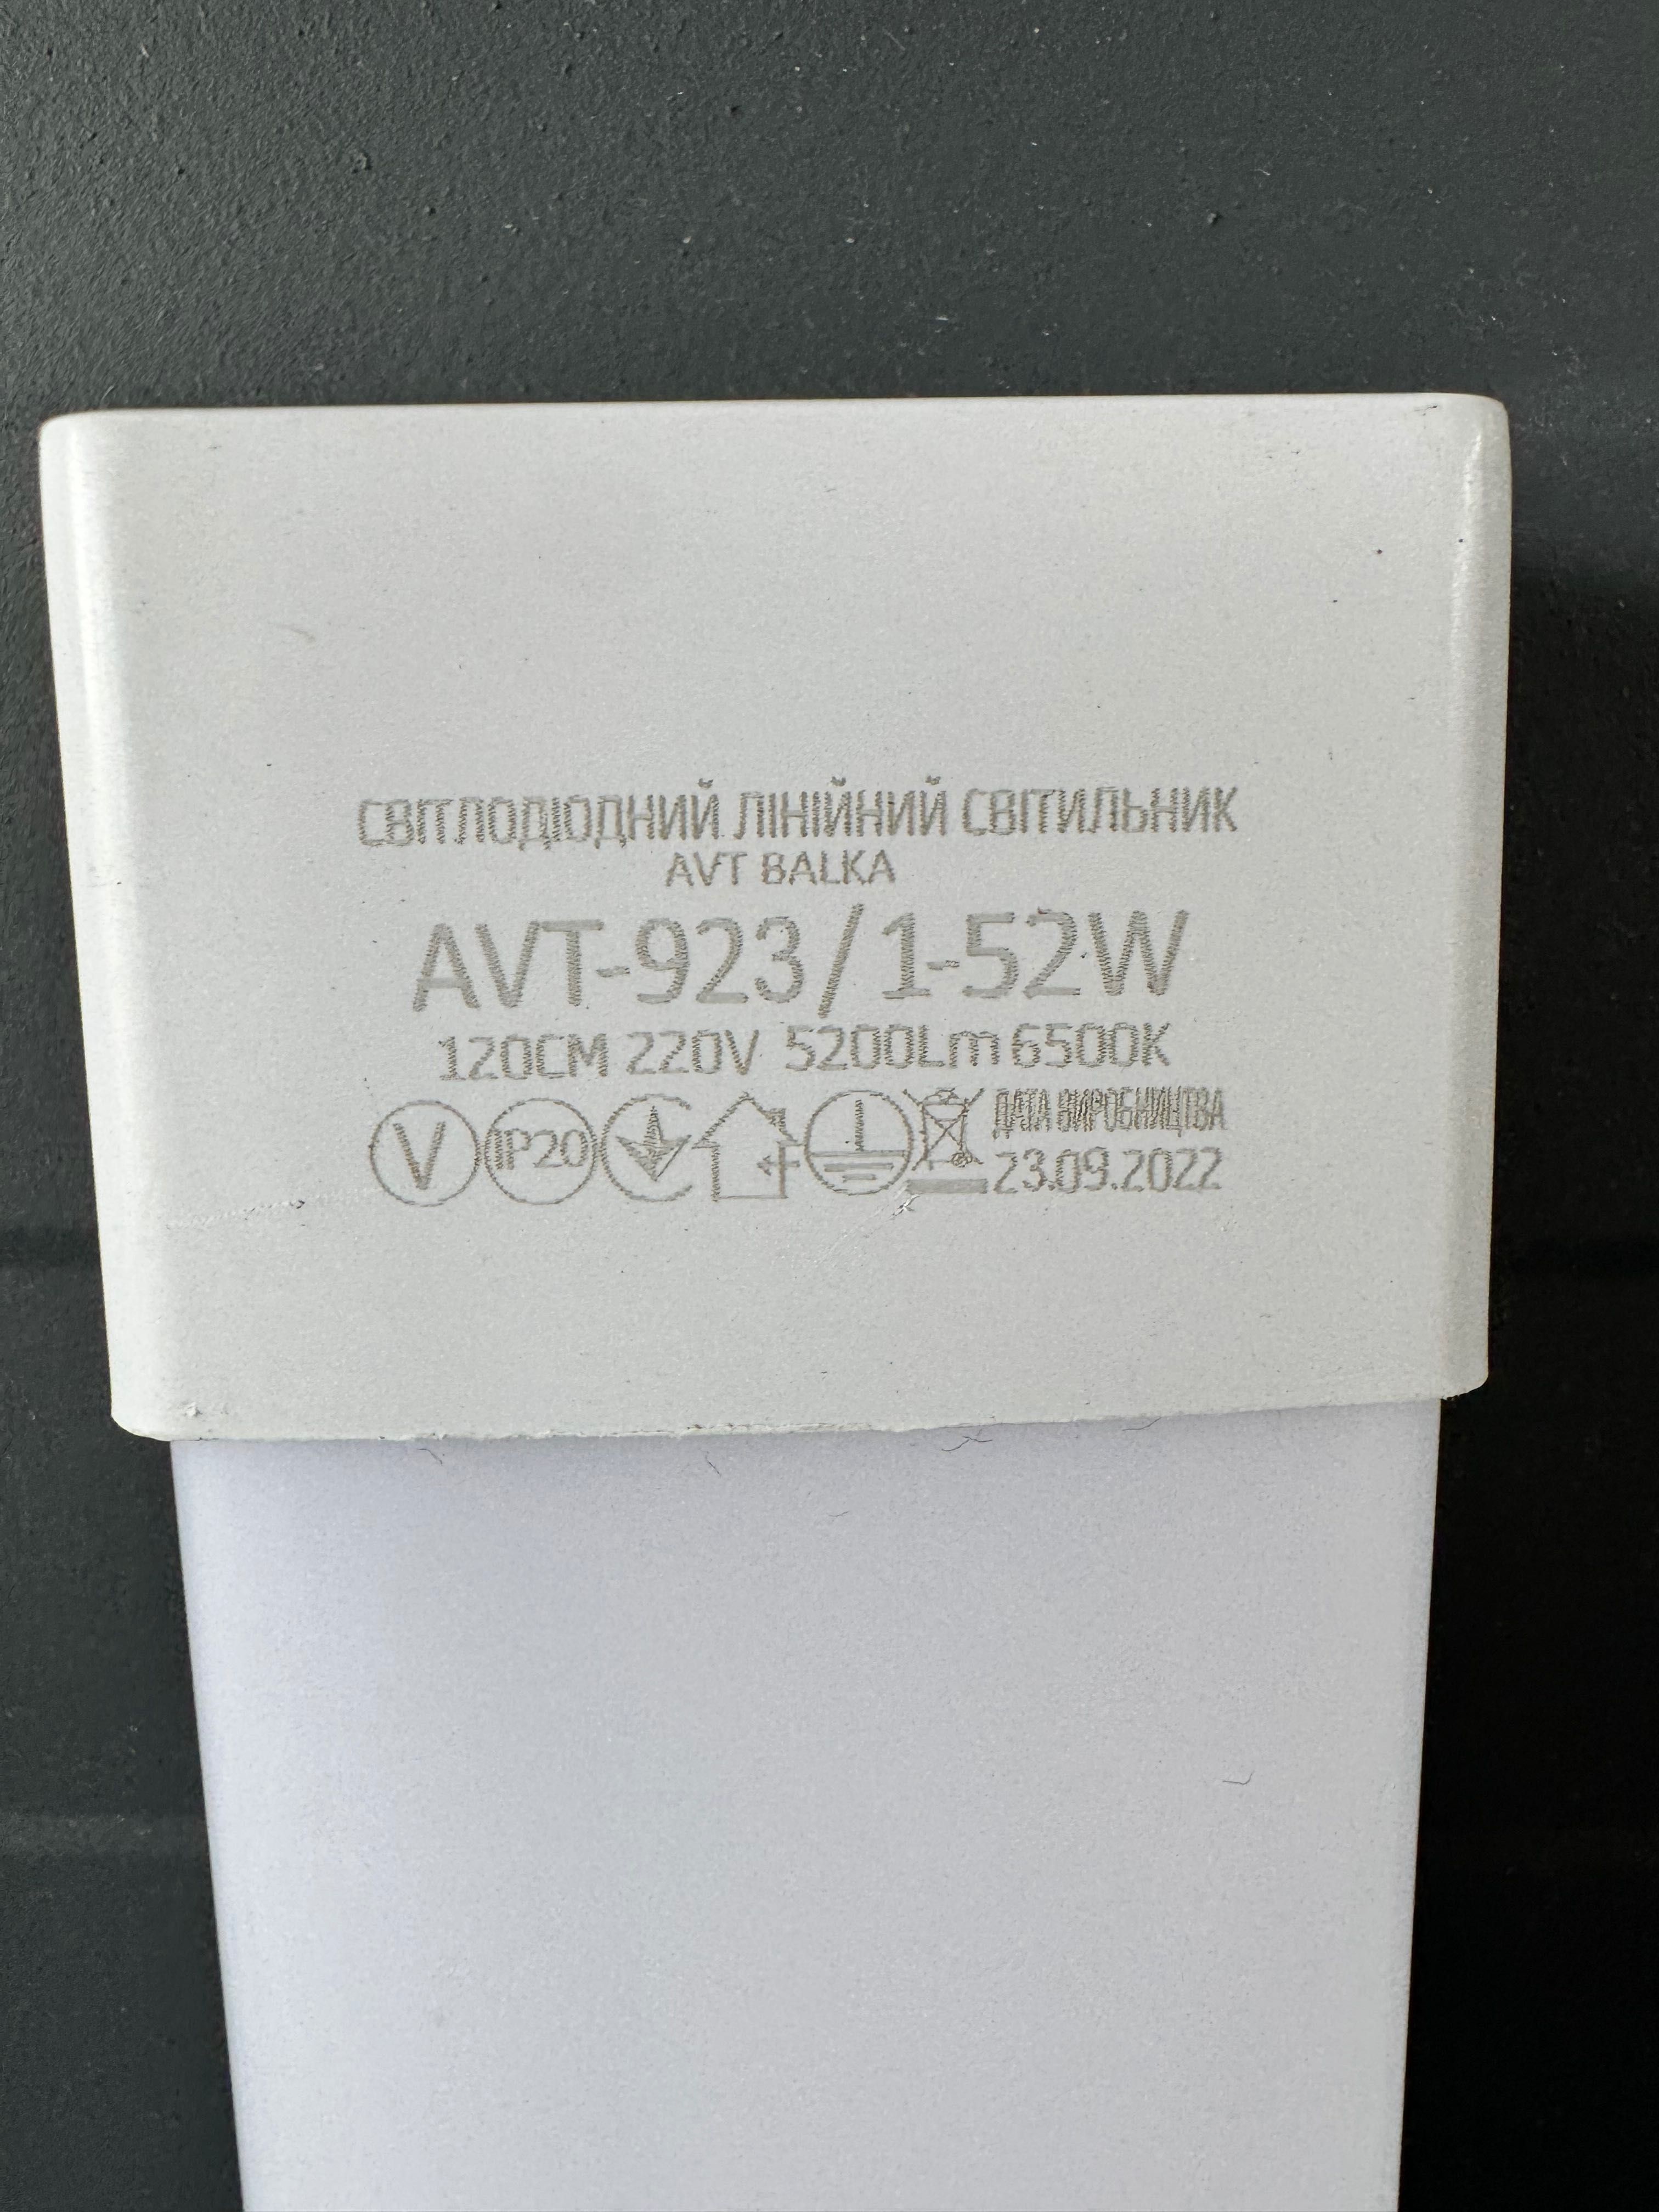 СВІТЛОДІОДНИЙ ЛІНІЙНИЙ СВІТИЛЬНИК
AVT BALKA
AVT-923/1-52W
120CM 220V 5200Lm 6500K
V IP20 ДАТА ВИРОБНИЦТВА
23.09.2022